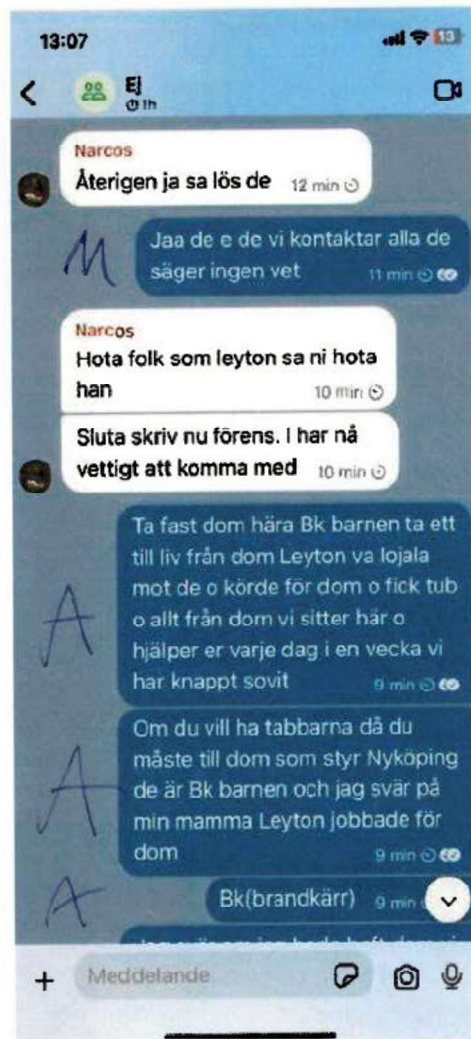 13:07
13
Ej
1h
Narcos
Återigen ja sa lös de 12 min
M
Jaa de e de vi kontaktar alla de
säger ingen vet 11 min
Narcos
Hota folk som leyton sa ni hota
han 10 min
Sluta skriv nu förens. I har nå
vettigt att komma med 10 min
A
Ta fast dom hära Bk barnen ta ett
till liv från dom Leyton va lojala
mot de o körde för dom o fick tub
o allt från dom vi sitter här o
hjälper er varje dag i en vecka vi
har knappt sovit 9 min
A
Om du vill ha tabbarna då du
måste till dom som styr Nyköping
de är Bk barnen och jag svär på
min mamma Leyton jobbade för
dom 9 min
A
Bk(brandkärr) 9 min
Meddelande